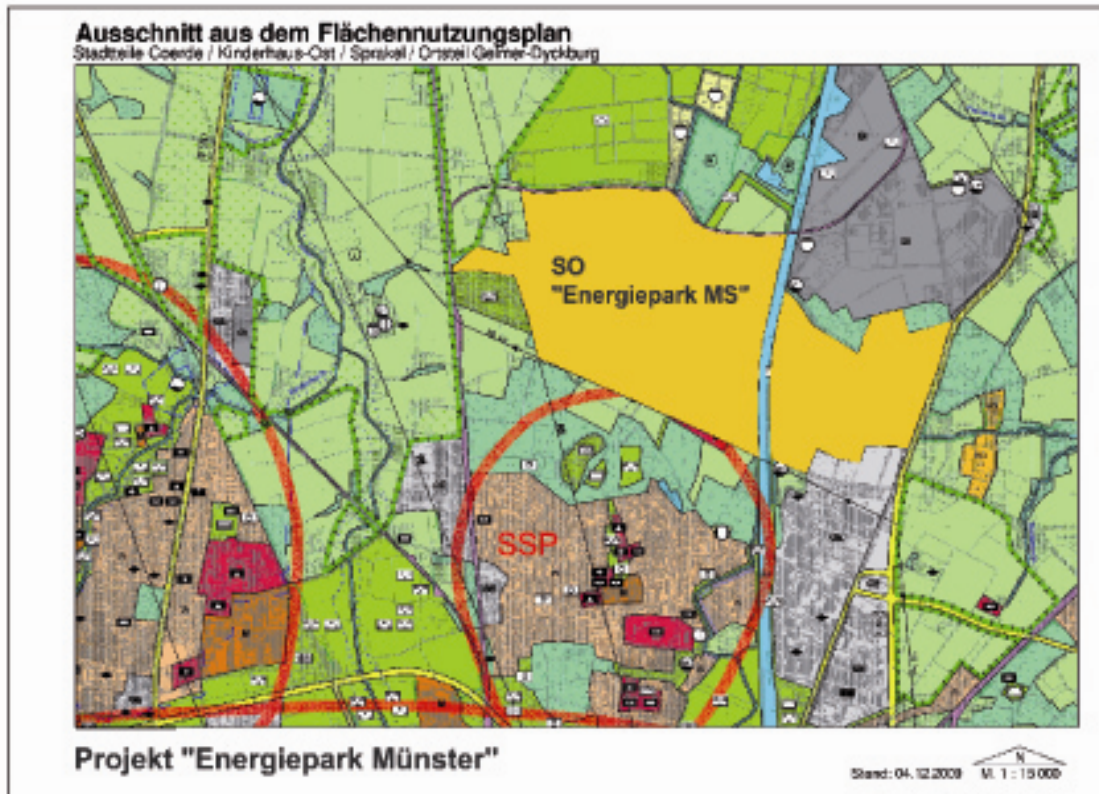 Ausschnitt aus dem Flächennutzungsplan
Stadtteile Coerde / Kinderhaus-Ost / Sprakel / Ortsteil Gelmer-Dyckburg
SO
"Energiepark MS"
SSP
Projekt "Energiepark Münster"
Stand: 04.12.2009
N
M. 1 : 15 000